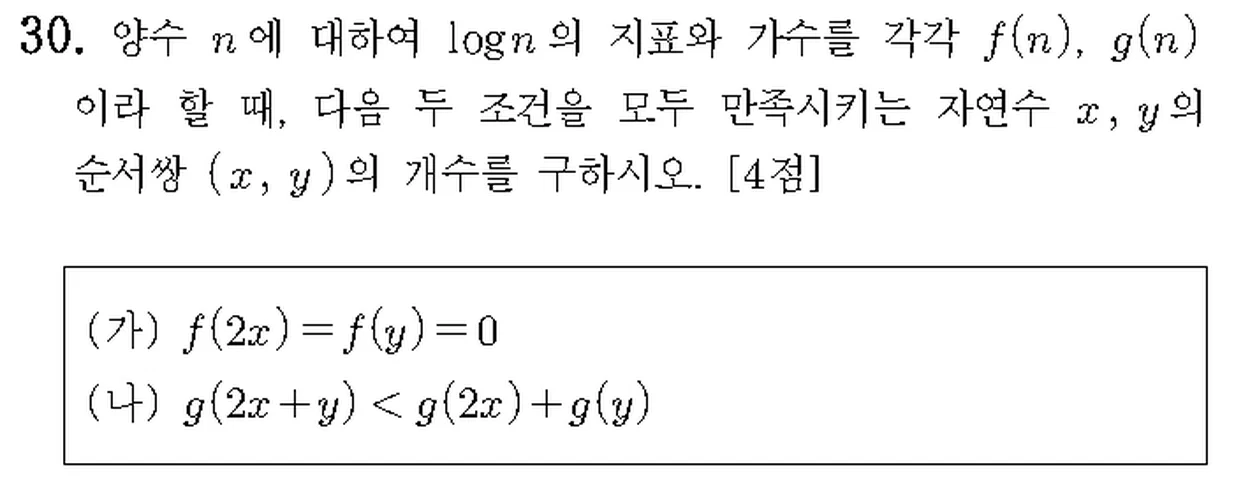 30. 양수 n에 대하여 log n의 지표와 가수를 각각 f(n), g(n)
이라 할 때, 다음 두 조건을 모두 만족시키는 자연수 x, y의
순서쌍 (x, y)의 개수를 구하시오. [4점]
(가) f(2x)=f(y)=0
(나) g(2x+y) < g(2x)+g(y)